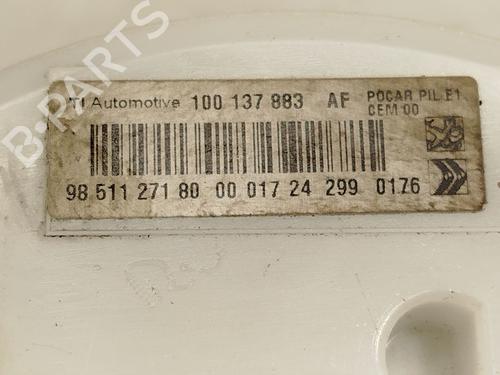 TI Automotive 100 137 883 AF POCAR PIL.E1
CEM 00
98 511 271 80 00 017 24 299 0176
B-PARTS